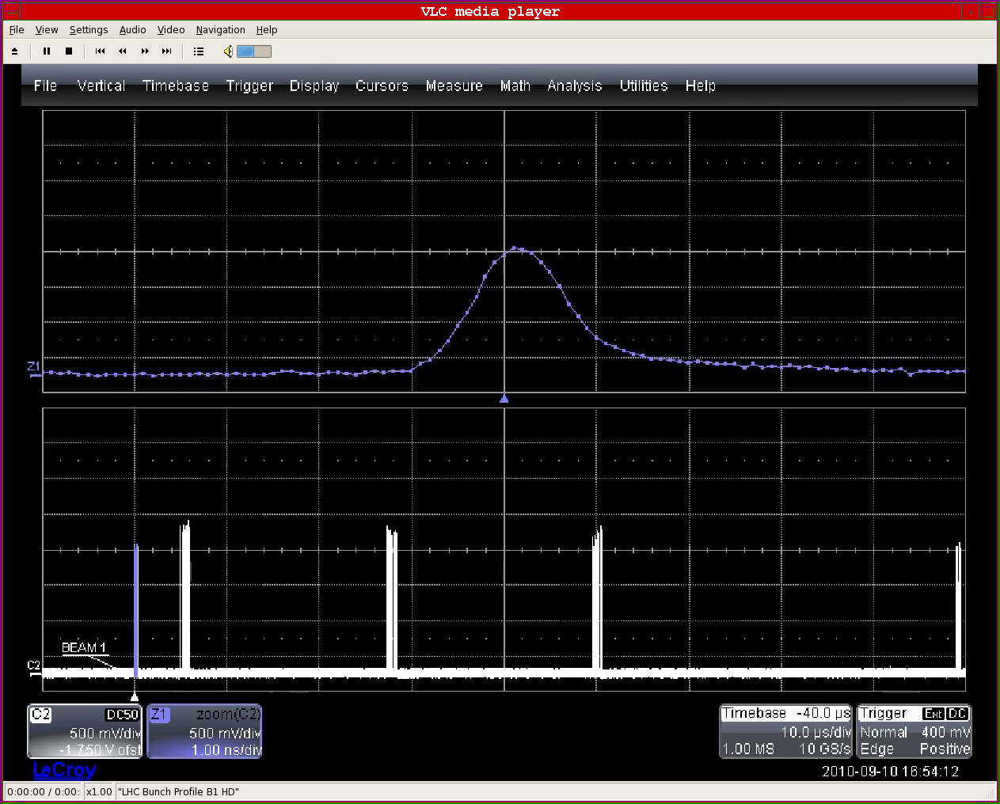 VLC media player
File View Settings Audio Video Navigation Help
File Vertical Timebase Trigger Display Cursors Measure Math Analysis Utilities Help
Z1
BEAM 1
C2
C2 DC50
500 mV/div
-1.750 V ofst
Z1 zoom(C2)
500 mV/div
1.00 ns/div
Timebase -40.0 µs
10.0 µs/div
1.00 MS 10 GS/s
Trigger Ext DC
Normal 400 mV
Edge Positive
LeCroy
2010-09-10 16:54:12
0:00:00 / 0:00: x1.00 "LHC Bunch Profile B1 HD"